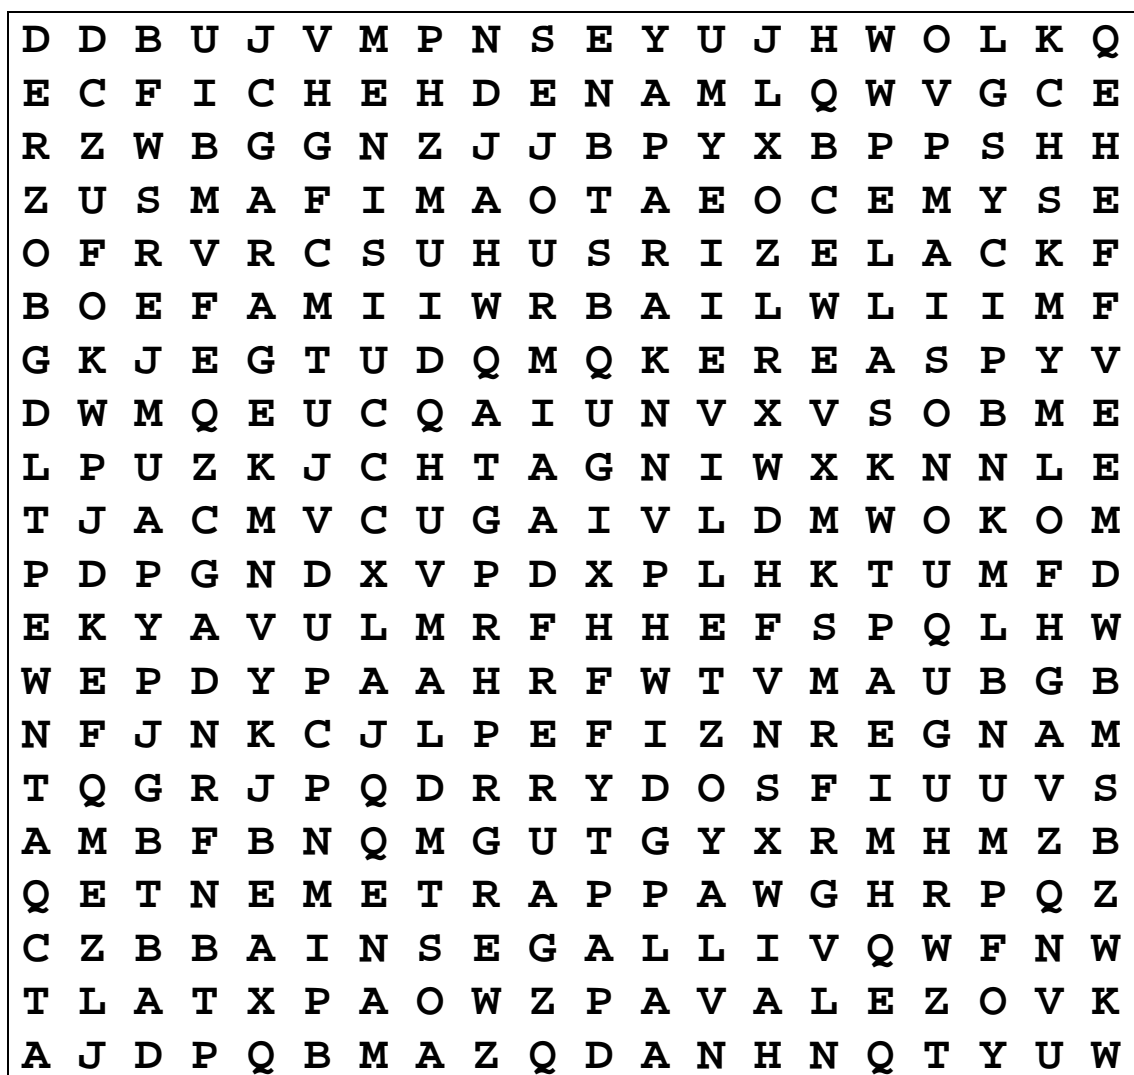 D D B U J V M P N S E Y U J H W O L K Q
E C F I C H E H D E N A M L Q W V G C E
R Z W B G G N Z J J B P Y X B P P S H H
Z U S M A F I M A O T A E O C E M Y S E
O F R V R C S U H U S R I Z E L A C K F
B O E F A M I I W R B A I L W L I I M F
G K J E G T U D Q M Q K E R E A S P Y V
D W M Q E U C Q A I U N V X V S O B M E
L P U Z K J C H T A G N I W X K N N L E
T J A C M V C U G A I V L D M W O K O M
P D P G N D X V P D X P L H K T U M F D
E K Y A V U L M R F H H E F S P Q L H W
W E P D Y P A A H R F W T V M A U B G B
N F J N K C J L P E F I Z N R E G N A M
T Q G R J P Q D R R Y D O S F I U U V S
A M B F B N Q M G U T G Y X R M H M Z B
Q E T N E M E T R A P P A W G H R P Q Z
C Z B B A I N S E G A L L I V Q W F N W
T L A T X P A O W Z P A V A L E Z O V K
A J D P Q B M A Z Q D A N H N Q T Y U W